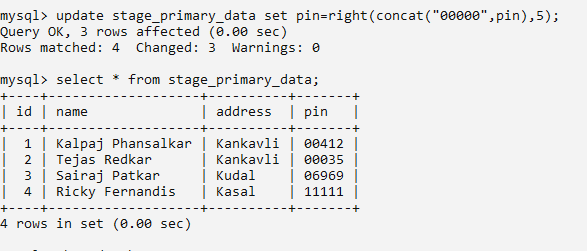 mysql> update stage_primary_data set pin=right(concat("00000",pin),5);
Query OK, 3 rows affected (0.00 sec)
Rows matched: 4  Changed: 3  Warnings: 0
mysql> select * from stage_primary_data;
+----+-------------------+----------+-------+
| id | name              | address  | pin   |
+----+-------------------+----------+-------+
|  1 | Kalpaj Phansalkar | Kankavli | 00412 |
|  2 | Tejas Redkar      | Kankavli | 00035 |
|  3 | Sairaj Patkar     | Kudal    | 06969 |
|  4 | Ricky Fernandis   | Kasal    | 11111 |
+----+-------------------+----------+-------+
4 rows in set (0.00 sec)